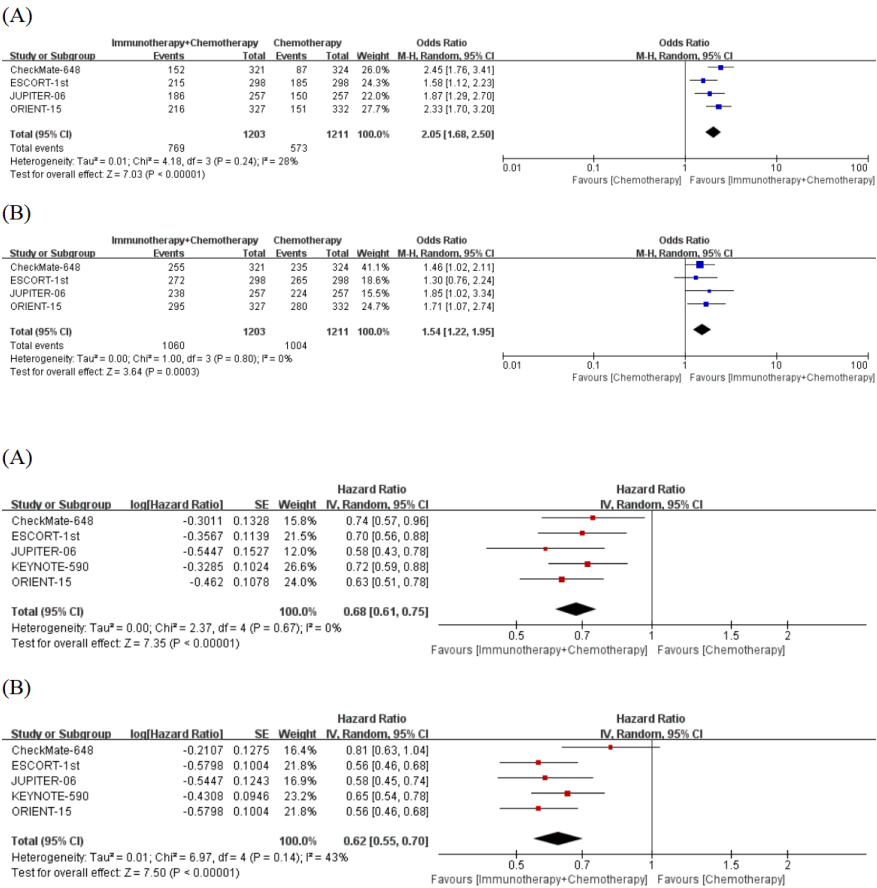 (A)
Immunotherapy+Chemotherapy Chemotherapy Odds Ratio Odds Ratio
Study or Subgroup Events Total Events Total Weight M-H, Random, 95% CI M-H, Random, 95% CI
CheckMate-648 152 321 87 324 26.0% 2.45 [1.76, 3.41]
ESCORT-1st 215 298 185 298 24.3% 1.58 [1.12, 2.23]
JUPITER-06 186 257 150 257 22.0% 1.87 [1.29, 2.70]
ORIENT-15 216 327 151 332 27.7% 2.33 [1.70, 3.20]
Total (95% CI) 1203 1211 100.0% 2.05 [1.68, 2.50]
Total events 769 573
Heterogeneity: Tau² = 0.01; Chi² = 4.18, df = 3 (P = 0.24); I² = 28%
Test for overall effect: Z = 7.03 (P < 0.00001)
0.01 0.1 1 10 100
Favours [Chemotherapy] Favours [Immunotherapy+Chemotherapy]
(B)
Immunotherapy+Chemotherapy Chemotherapy Odds Ratio Odds Ratio
Study or Subgroup Events Total Events Total Weight M-H, Random, 95% CI M-H, Random, 95% CI
CheckMate-648 255 321 235 324 41.1% 1.46 [1.02, 2.11]
ESCORT-1st 272 298 265 298 18.6% 1.30 [0.76, 2.24]
JUPITER-06 238 257 224 257 15.5% 1.85 [1.02, 3.34]
ORIENT-15 295 327 280 332 24.7% 1.71 [1.07, 2.74]
Total (95% CI) 1203 1211 100.0% 1.54 [1.22, 1.95]
Total events 1060 1004
Heterogeneity: Tau² = 0.00; Chi² = 1.00, df = 3 (P = 0.80); I² = 0%
Test for overall effect: Z = 3.64 (P = 0.0003)
0.01 0.1 1 10 100
Favours [Chemotherapy] Favours [Immunotherapy+Chemotherapy]
(A)
Hazard Ratio Hazard Ratio
Study or Subgroup log[Hazard Ratio] SE Weight IV, Random, 95% CI IV, Random, 95% CI
CheckMate-648 -0.3011 0.1328 15.8% 0.74 [0.57, 0.96]
ESCORT-1st -0.3567 0.1139 21.5% 0.70 [0.56, 0.88]
JUPITER-06 -0.5447 0.1527 12.0% 0.58 [0.43, 0.78]
KEYNOTE-590 -0.3285 0.1024 26.6% 0.72 [0.59, 0.88]
ORIENT-15 -0.462 0.1078 24.0% 0.63 [0.51, 0.78]
Total (95% CI) 100.0% 0.68 [0.61, 0.75]
Heterogeneity: Tau² = 0.00; Chi² = 2.37, df = 4 (P = 0.67); I² = 0%
Test for overall effect: Z = 7.35 (P < 0.00001)
0.5 0.7 1 1.5 2
Favours [Immunotherapy+Chemotherapy] Favours [Chemotherapy]
(B)
Hazard Ratio Hazard Ratio
Study or Subgroup log[Hazard Ratio] SE Weight IV, Random, 95% CI IV, Random, 95% CI
CheckMate-648 -0.2107 0.1275 16.4% 0.81 [0.63, 1.04]
ESCORT-1st -0.5798 0.1004 21.8% 0.56 [0.46, 0.68]
JUPITER-06 -0.5447 0.1243 16.9% 0.58 [0.45, 0.74]
KEYNOTE-590 -0.4308 0.0946 23.2% 0.65 [0.54, 0.78]
ORIENT-15 -0.5798 0.1004 21.8% 0.56 [0.46, 0.68]
Total (95% CI) 100.0% 0.62 [0.55, 0.70]
Heterogeneity: Tau² = 0.01; Chi² = 6.97, df = 4 (P = 0.14); I² = 43%
Test for overall effect: Z = 7.50 (P < 0.00001)
0.5 0.7 1 1.5 2
Favours [Immunotherapy+Chemotherapy] Favours [Chemotherapy]